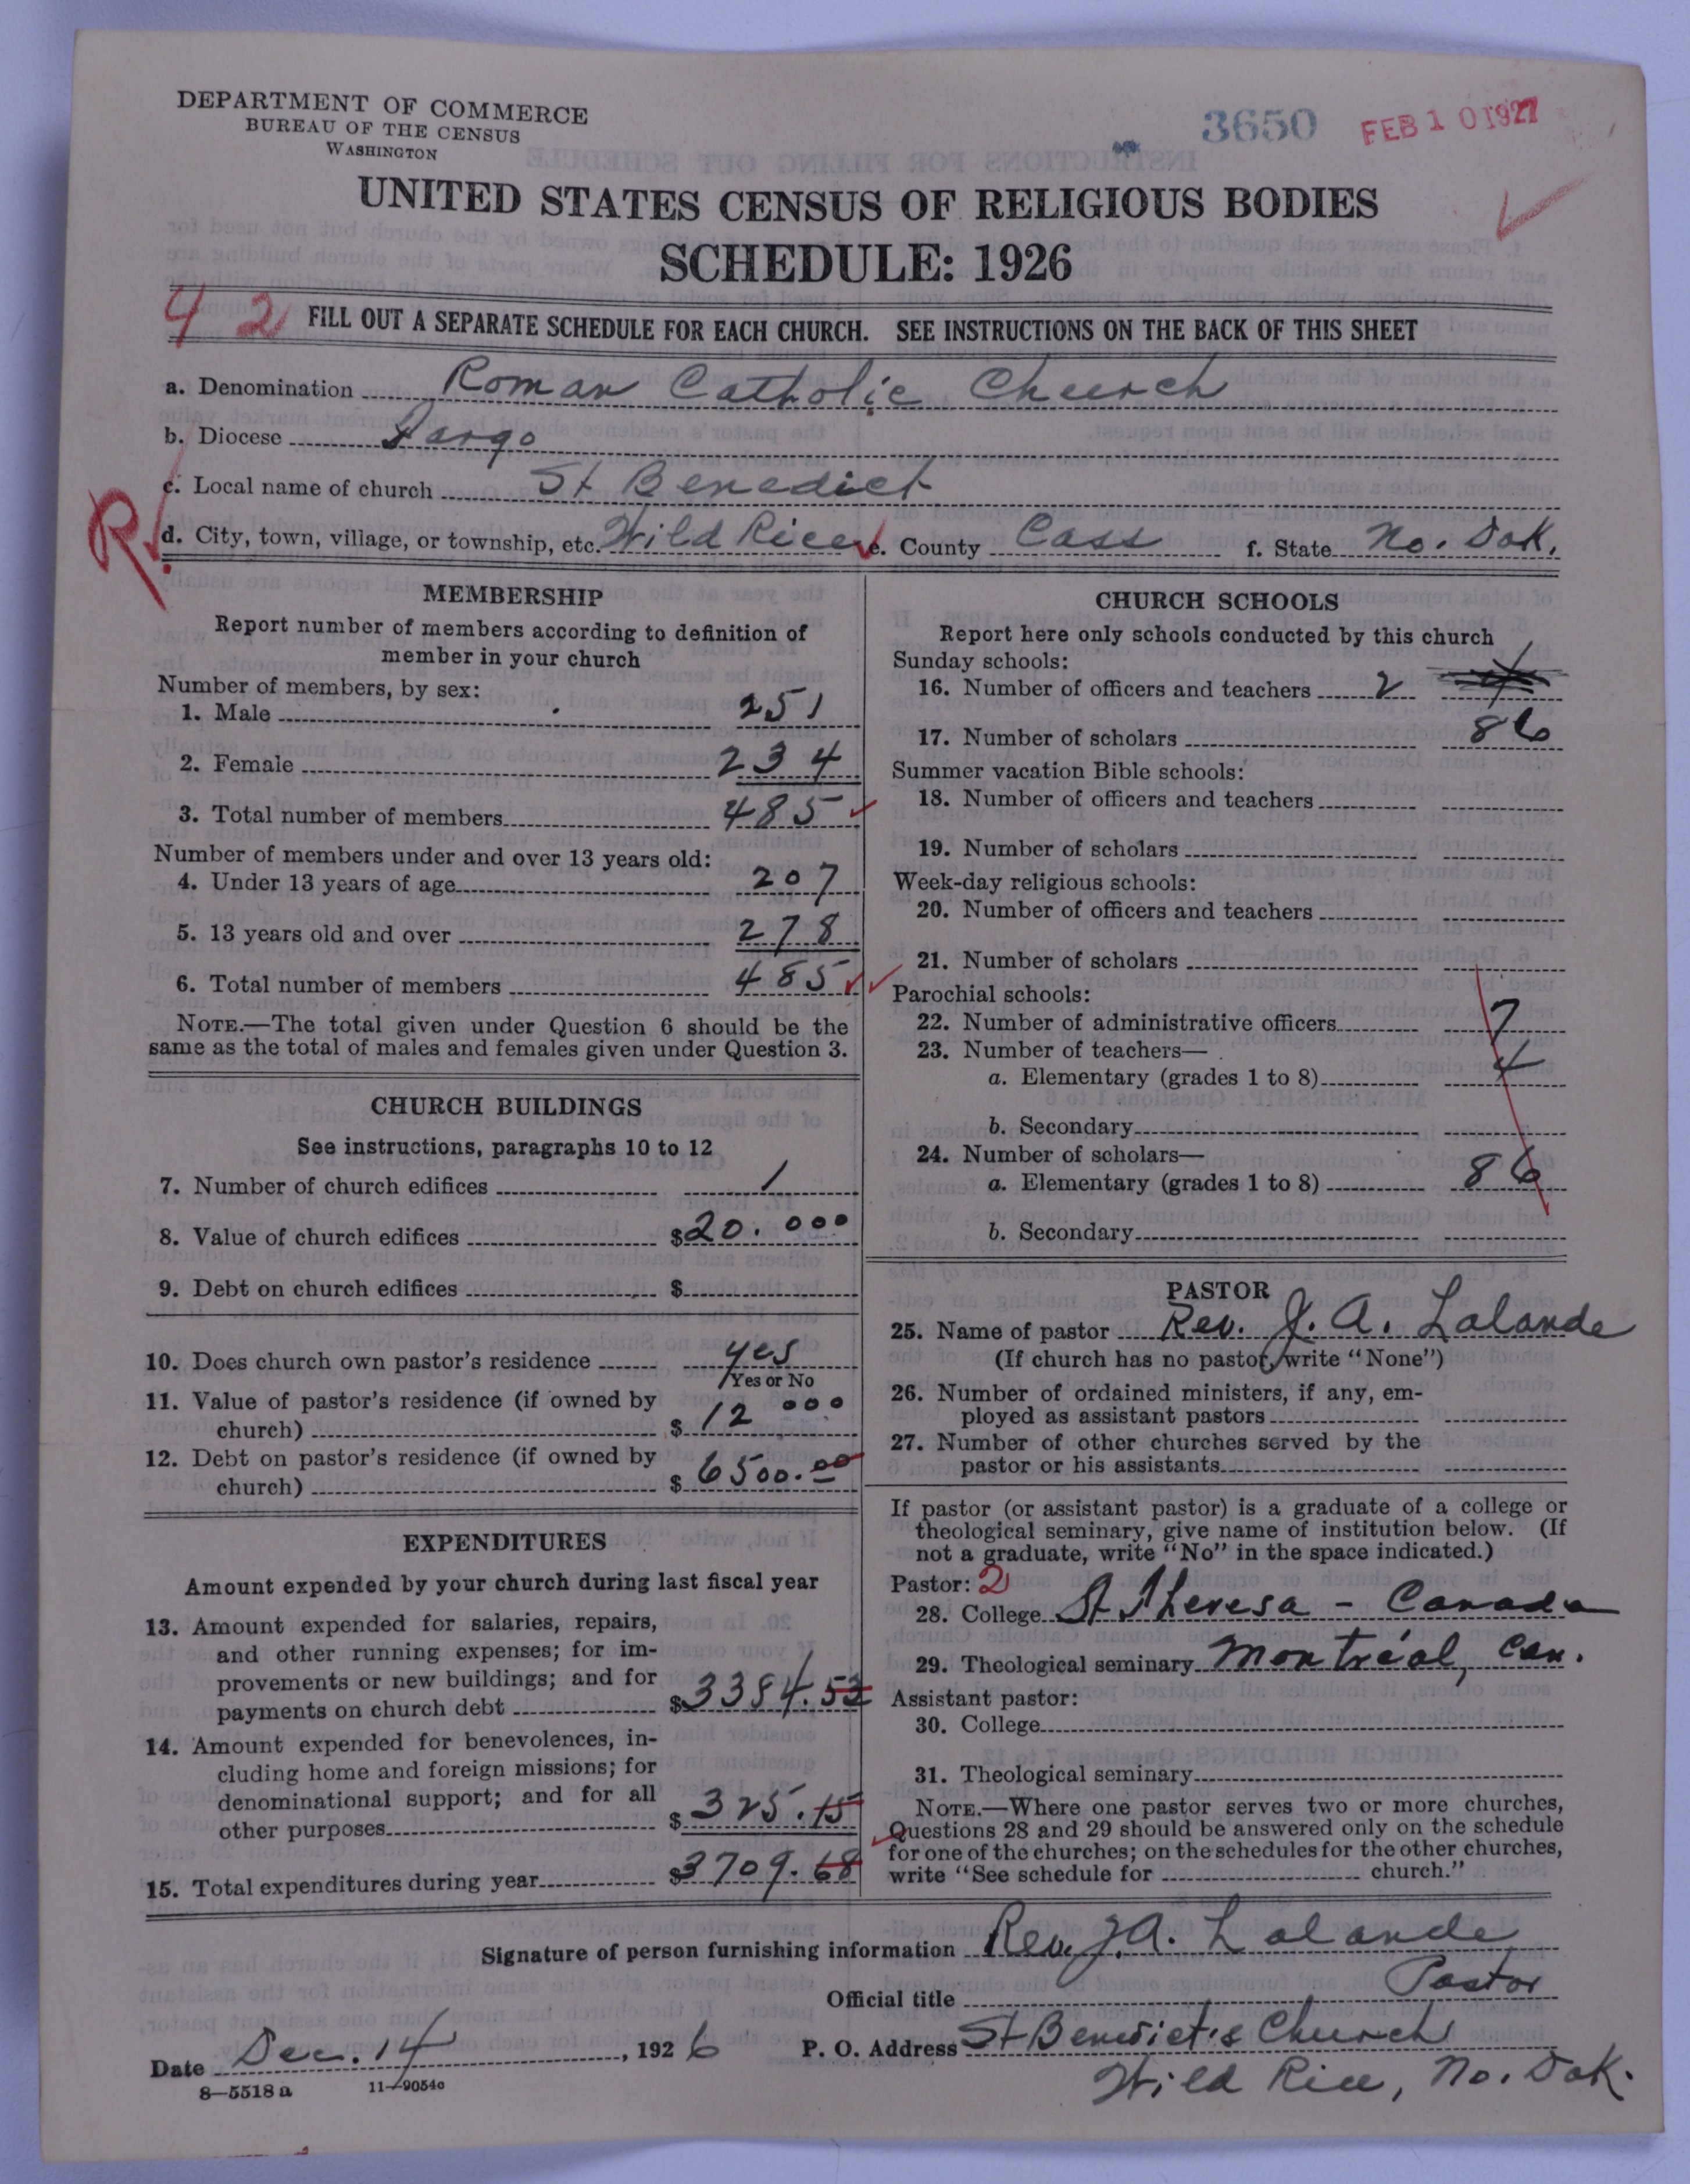 DEPARTMENT OF COMMERCE
BUREAU OF THE CENSUS
WASHINGTON
3650
FEB 10 1927
UNITED STATES CENSUS OF RELIGIOUS BODIES
SCHEDULE: 1926
42
FILL OUT A SEPARATE SCHEDULE FOR EACH CHURCH. SEE INSTRUCTIONS ON THE BACK OF THIS SHEET
a. Denomination Roman Catholic Church
b. Diocese Fargo
c. Local name of church St Benedict
R
d. City, town, village, or township, etc. Wild Rice e. County Cass f. State No. Dak.
MEMBERSHIP
Report number of members according to definition of
member in your church
Number of members, by sex:
1. Male 251
2. Female 234
3. Total number of members 485
Number of members under and over 13 years old:
4. Under 13 years of age 207
5. 13 years old and over 278
6. Total number of members 485
NOTE.—The total given under Question 6 should be the
same as the total of males and females given under Question 3.
CHURCH BUILDINGS
See instructions, paragraphs 10 to 12
7. Number of church edifices 1
8. Value of church edifices $20.000
9. Debt on church edifices $
10. Does church own pastor's residence yes
Yes or No
11. Value of pastor's residence (if owned by
church) $12 000
12. Debt on pastor's residence (if owned by
church) $6500.00
EXPENDITURES
Amount expended by your church during last fiscal year
13. Amount expended for salaries, repairs,
and other running expenses; for im-
provements or new buildings; and for
payments on church debt $3384.53
14. Amount expended for benevolences, in-
cluding home and foreign missions; for
denominational support; and for all
other purposes $325.15
15. Total expenditures during year $3709.68
CHURCH SCHOOLS
Report here only schools conducted by this church
Sunday schools:
16. Number of officers and teachers 2
17. Number of scholars 86
Summer vacation Bible schools:
18. Number of officers and teachers
19. Number of scholars
Week-day religious schools:
20. Number of officers and teachers
21. Number of scholars
Parochial schools:
22. Number of administrative officers 7
23. Number of teachers—
a. Elementary (grades 1 to 8) 4
b. Secondary
24. Number of scholars—
a. Elementary (grades 1 to 8) 86
b. Secondary
PASTOR
25. Name of pastor Rev. J. A. Lalande
(If church has no pastor, write "None")
26. Number of ordained ministers, if any, em-
ployed as assistant pastors
27. Number of other churches served by the
pastor or his assistants
If pastor (or assistant pastor) is a graduate of a college or
theological seminary, give name of institution below. (If
not a graduate, write "No" in the space indicated.)
Pastor: 2
28. College St Theresa - Canada
29. Theological seminary Montréal, Can.
Assistant pastor:
30. College
31. Theological seminary
NOTE.—Where one pastor serves two or more churches,
Questions 28 and 29 should be answered only on the schedule
for one of the churches; on the schedules for the other churches,
write "See schedule for church."
Signature of person furnishing information Rev. J. A. Lalande
Official title Pastor
Date Dec. 14, 1926 P. O. Address St Benedict's Church
Wild Rice, No. Dak.
8—5518 a 11—9054c